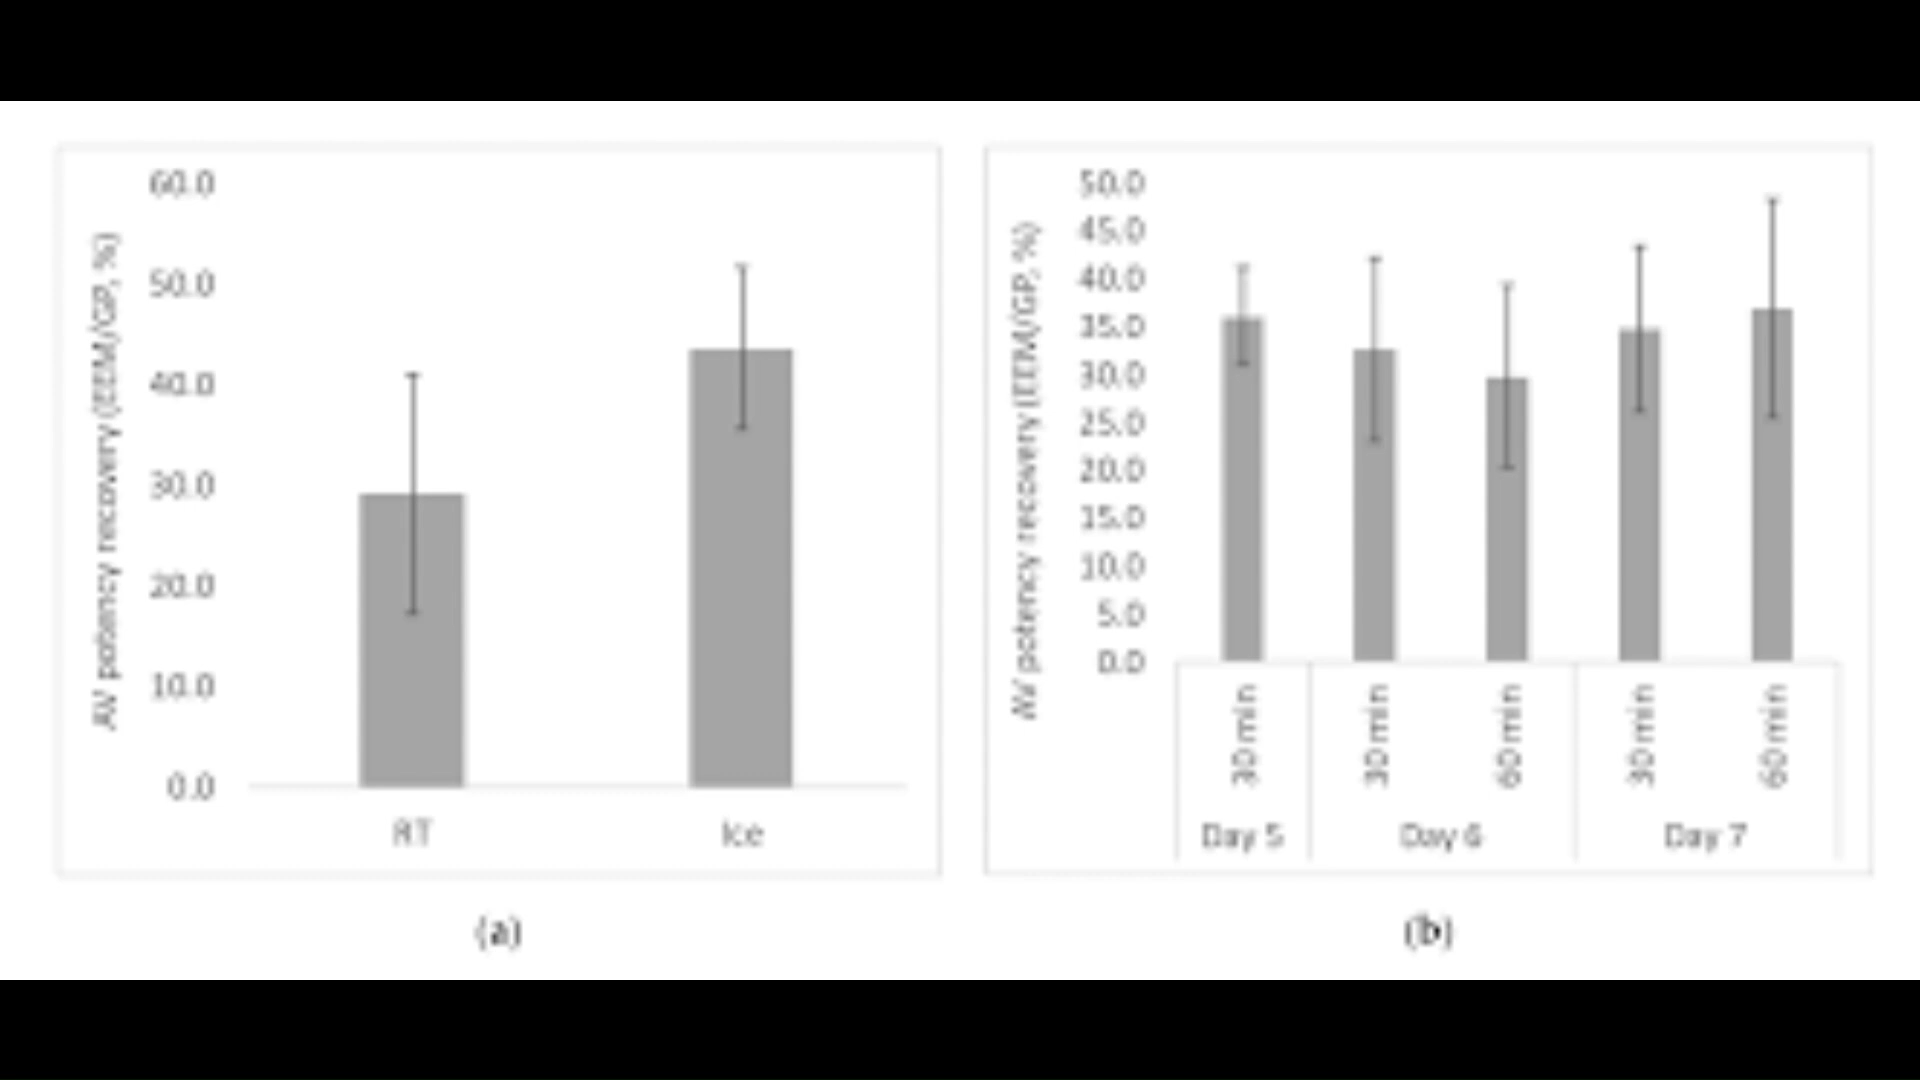 60.0
50.0
40.0
30.0
20.0
10.0
0.0
AV potency recovery (EEM/GP, %)
RT
Ice
(a)
50.0
45.0
40.0
35.0
30.0
25.0
20.0
15.0
10.0
5.0
0.0
AV potency recovery (EEM/GP, %)
30 min
30 min
60 min
30 min
60 min
Day 5
Day 6
Day 7
(b)